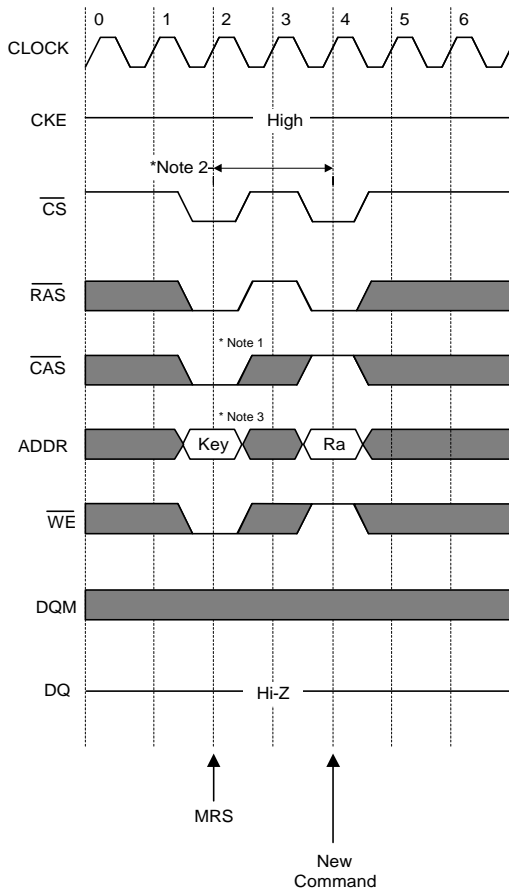 0 1 2 3 4 5 6
CLOCK
CKE High
*Note 2
CS
RAS
* Note 1
CAS
* Note 3
ADDR Key Ra
WE
DQM
DQ Hi-Z
MRS
New
Command